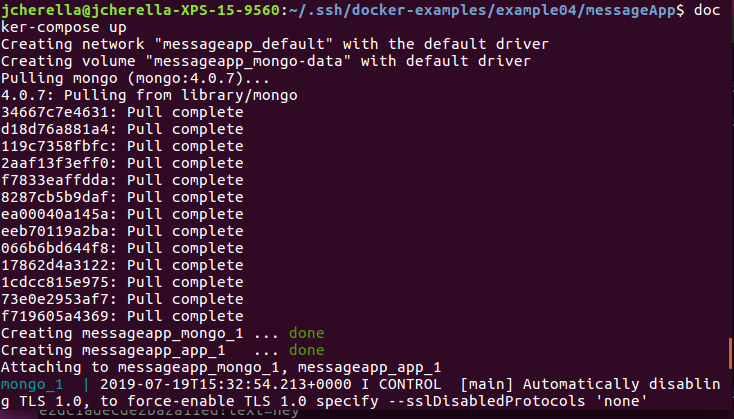 jcherella@jcherella-XPS-15-9560:~/.ssh/docker-examples/example04/messageApp$ doc
ker-compose up
Creating network "messageapp_default" with the default driver
Creating volume "messageapp_mongo-data" with default driver
Pulling mongo (mongo:4.0.7)...
4.0.7: Pulling from library/mongo
34667c7e4631: Pull complete
d18d76a881a4: Pull complete
119c7358fbfc: Pull complete
2aaf13f3eff0: Pull complete
f7833eaffdda: Pull complete
8287cb5b9daf: Pull complete
ea00040a145a: Pull complete
eeb70119a2ba: Pull complete
066b6bd644f8: Pull complete
17862d4a3122: Pull complete
1cdcc815e975: Pull complete
73e0e2953af7: Pull complete
f719605a4369: Pull complete
Creating messageapp_mongo_1 ... done
Creating messageapp_app_1   ... done
Attaching to messageapp_mongo_1, messageapp_app_1
mongo_1  | 2019-07-19T15:32:54.213+0000 I CONTROL  [main] Automatically disablin
g TLS 1.0, to force-enable TLS 1.0 specify --sslDisabledProtocols 'none'